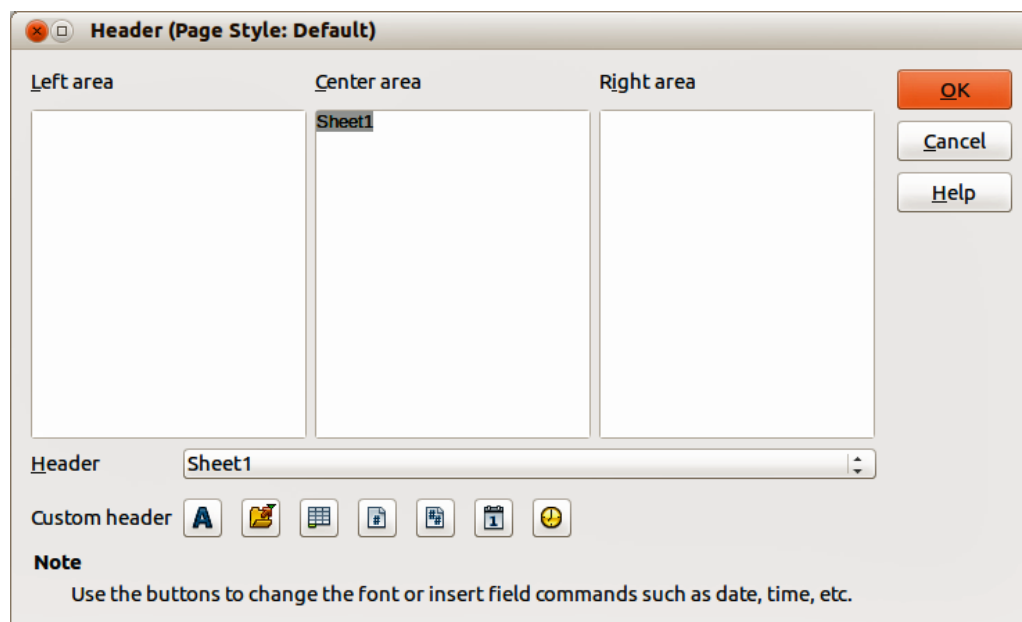 Header (Page Style: Default)
Left area Center area Right area
OK
Sheet1
Cancel
Help
Header Sheet1
Custom header A # ## 1
Note
Use the buttons to change the font or insert field commands such as date, time, etc.